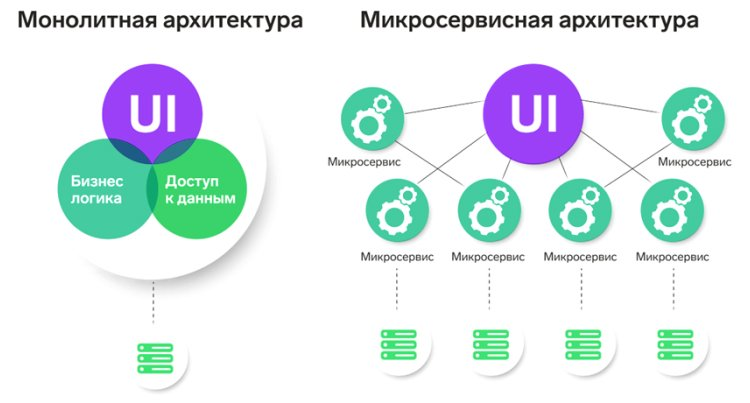 Монолитная архитектура
UI
Бизнес
логика
Доступ
к данным
Микросервисная архитектура
UI
Микросервис
Микросервис
Микросервис
Микросервис
Микросервис
Микросервис